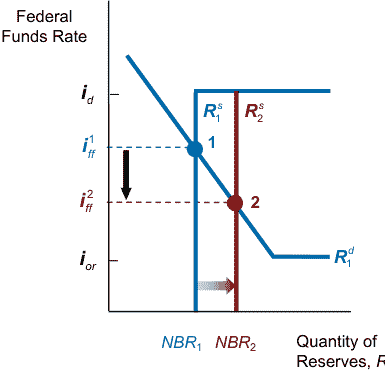 Federal
Funds Rate
i_d
R^s_1
R^s_2
1
i^1_ff
i^2_ff
2
i_or
R^d_1
NBR_1
NBR_2
Quantity of
Reserves, R